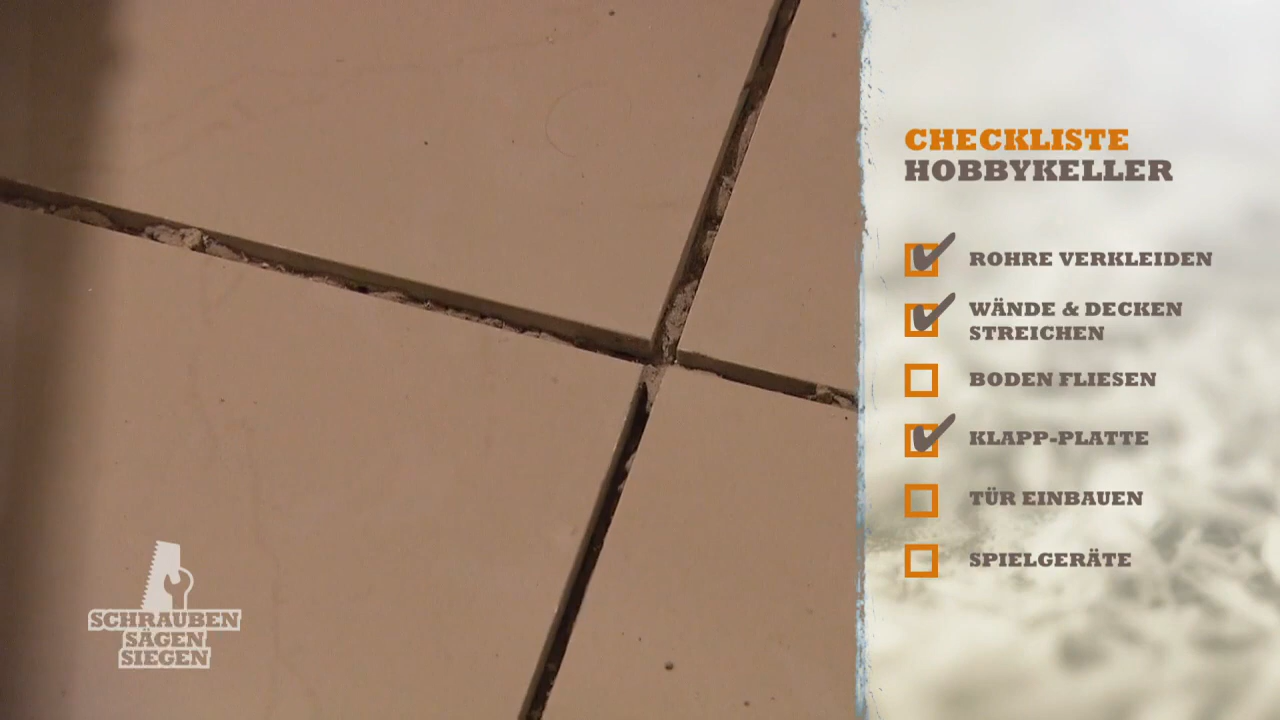 CHECKLISTE
HOBBYKELLER
ROHRE VERKLEIDEN
WÄNDE & DECKEN
STREICHEN
BODEN FLIESEN
KLAPP-PLATTE
TÜR EINBAUEN
SPIELGERÄTE
SCHRAUBEN
SÄGEN
SIEGEN